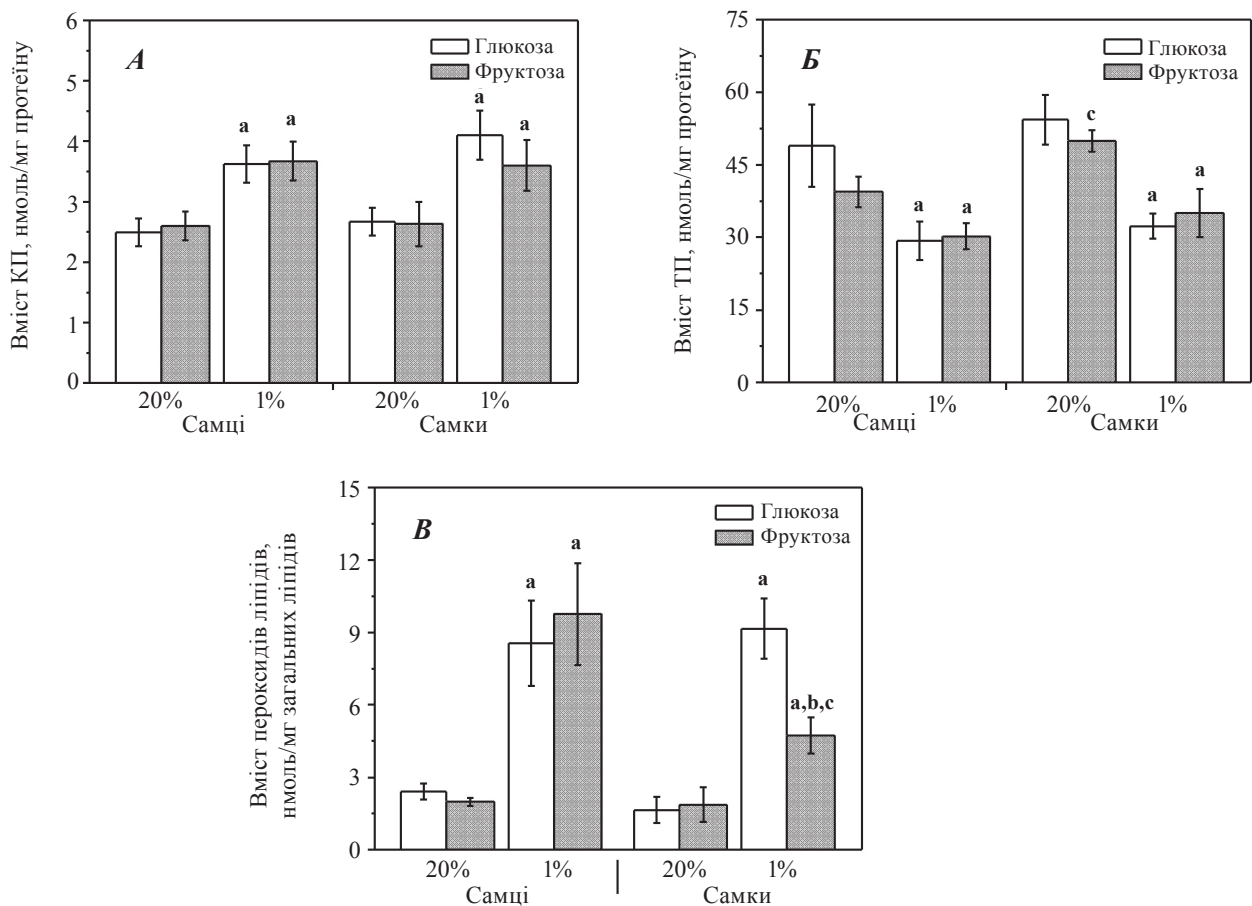 А
Глюкоза
Фруктоза
Вміст КП, нмоль/мг протеїну
6
5
4
3
2
1
0
a
a
a
a
20%
1%
20%
1%
Самці
Самки
Б
Глюкоза
Фруктоза
Вміст ТП, нмоль/мг протеїну
75
60
45
30
15
0
a
a
c
a
a
20%
1%
20%
1%
Самці
Самки
В
Глюкоза
Фруктоза
Вміст пероксидів ліпідів,
нмоль/мг загальних ліпідів
15
12
9
6
3
0
a
a
a
a,b,c
20%
1%
20%
1%
Самці
Самки